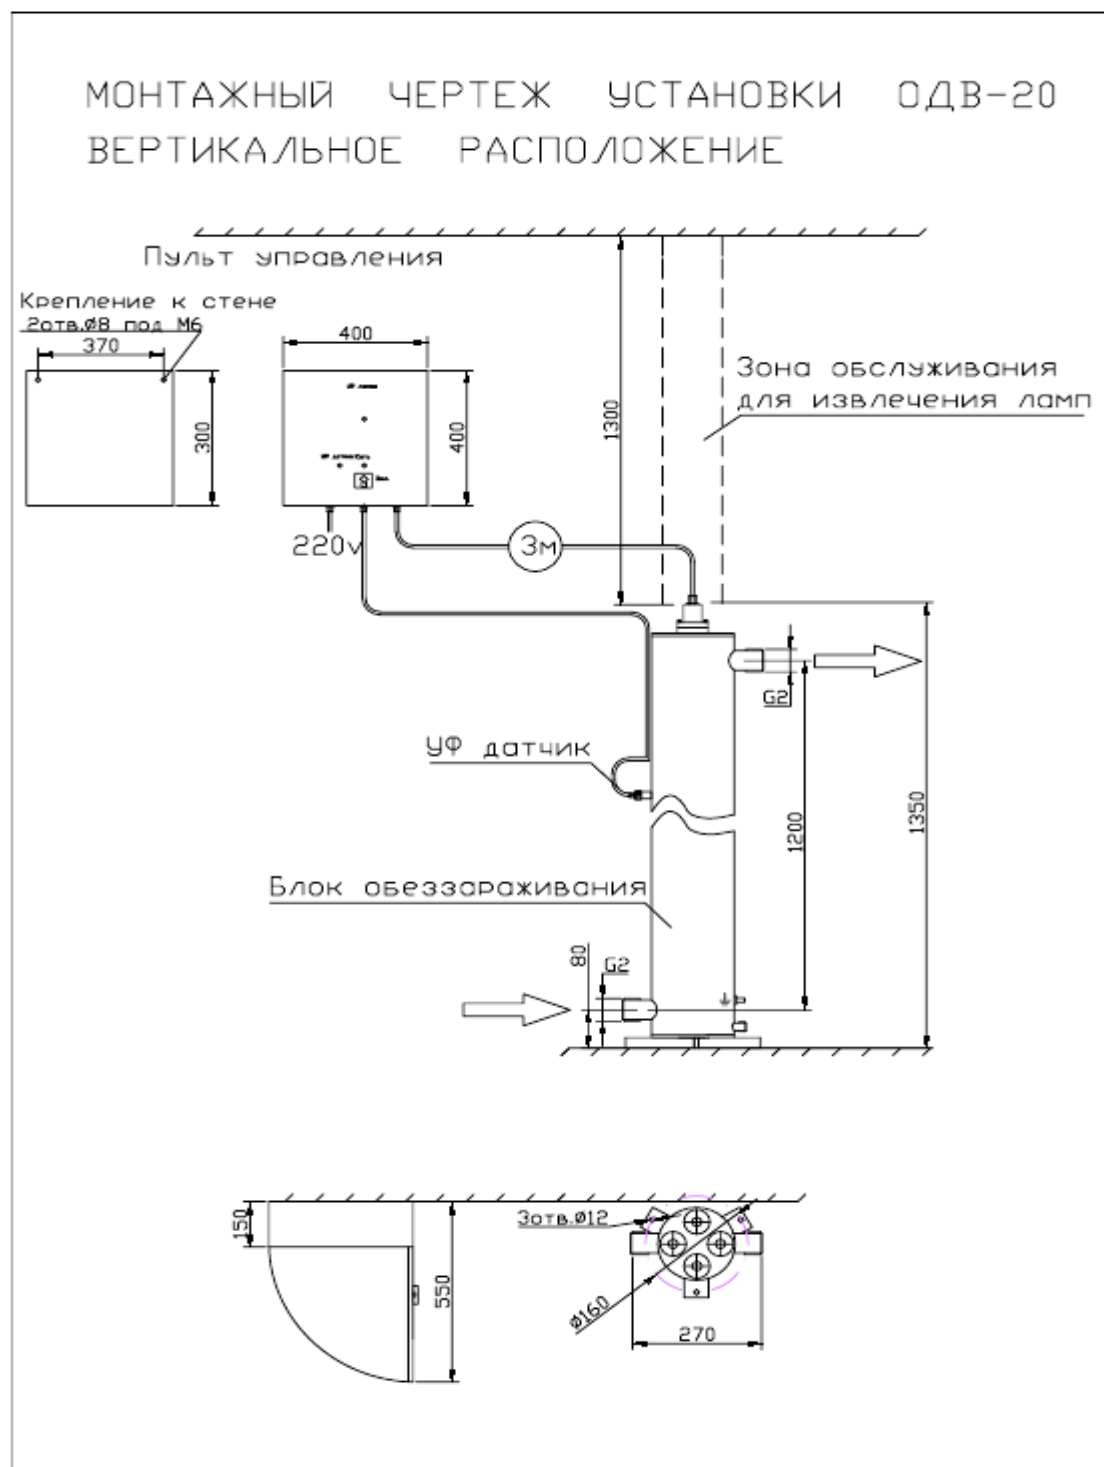 МОНТАЖНЫЙ ЧЕРТЕЖ УСТАНОВКИ ОДВ-20
ВЕРТИКАЛЬНОЕ РАСПОЛОЖЕНИЕ
Пульт управления
Крепление к стене
2отв.Ø8 под М6
370
400
300
400
1300
Зона обслуживания
для извлечения ламп
220v
3м
G2
УФ датчик
1350
1200
Блок обеззараживания
80
G2
150
550
3отв.Ø12
Ø160
270